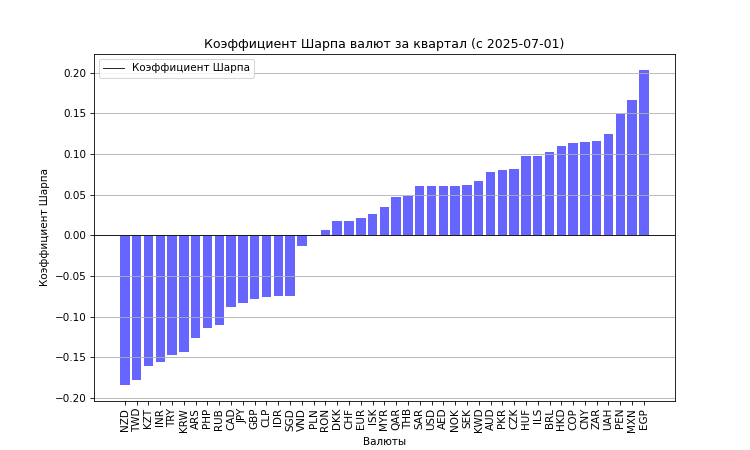 Коэффициент Шарпа валют за квартал (с 2025-07-01)
Коэффициент Шарпа
0.20
0.15
0.10
0.05
0.00
−0.05
−0.10
−0.15
−0.20
Коэффициент Шарпа
NZD TWD KZT INR TRY KRW ARS PHP RUB CAD JPY GBP CLP IDR SGD VND PLN RON DKK CHF EUR ISK MYR QAR THB SAR USD AED NOK SEK KWD AUD PKR CZK HUF ILS BRL HKD COP CNY ZAR UAH PEN MXN EGP
Валюты